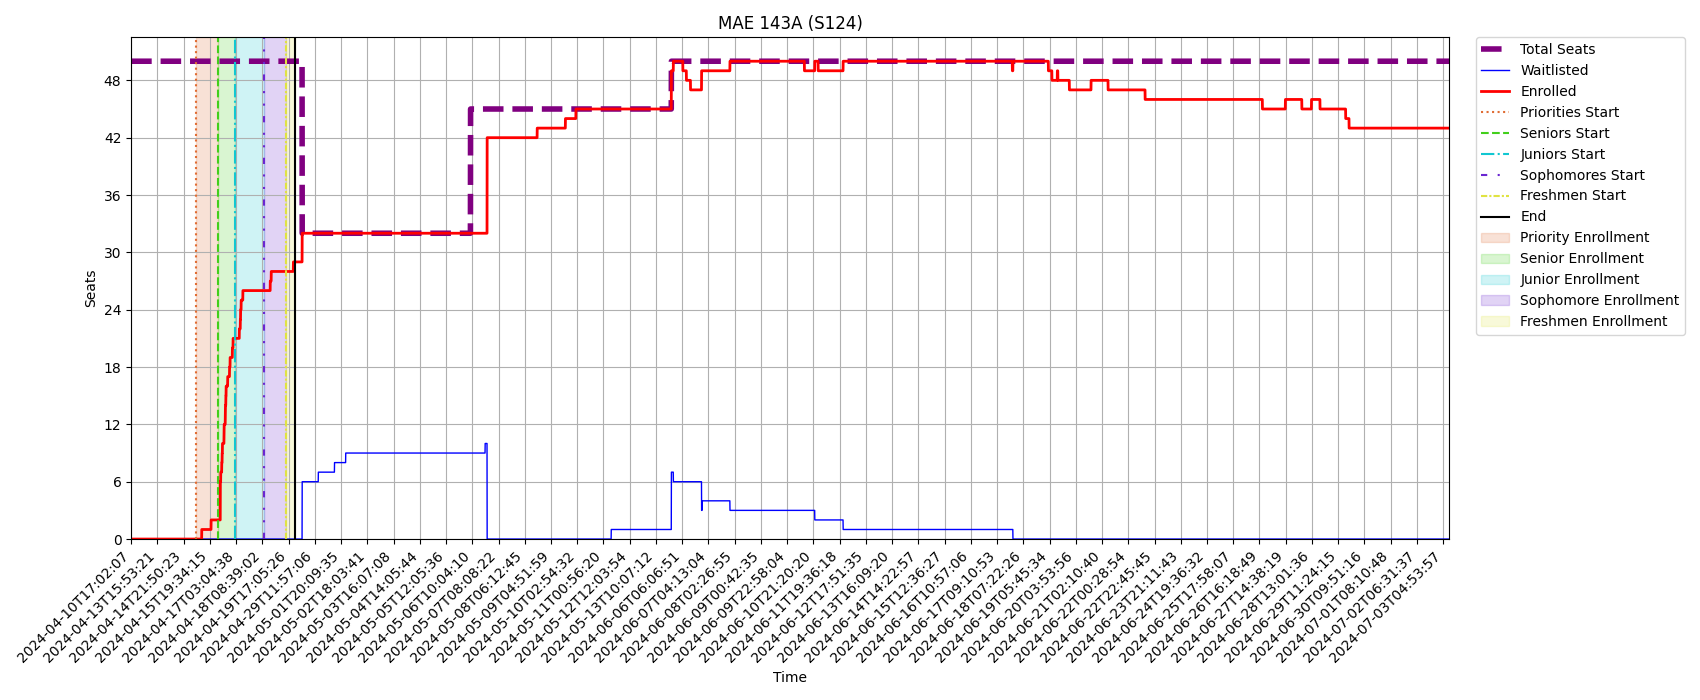 MAE 143A (S124)
Total Seats
Waitlisted
Enrolled
Priorities Start
Seniors Start
Juniors Start
Sophomores Start
Freshmen Start
End
Priority Enrollment
Senior Enrollment
Junior Enrollment
Sophomore Enrollment
Freshmen Enrollment
Seats
48
42
36
30
24
18
12
6
0
2024-04-10T17:02:07
2024-04-13T15:53:21
2024-04-14T21:50:23
2024-04-15T19:34:15
2024-04-17T03:04:38
2024-04-18T08:39:02
2024-04-19T17:05:26
2024-04-29T11:57:06
2024-05-01T02:09:35
2024-05-02T18:03:41
2024-05-03T16:07:08
2024-05-04T14:05:44
2024-05-05T12:05:36
2024-05-06T10:04:10
2024-05-07T08:08:22
2024-05-08T06:12:45
2024-05-09T04:51:59
2024-05-10T02:54:32
2024-05-11T00:56:20
2024-05-12T12:03:54
2024-05-13T10:07:12
2024-06-06T06:06:51
2024-06-07T04:13:04
2024-06-08T02:26:55
2024-06-09T00:42:35
2024-06-09T22:58:04
2024-06-10T21:20:20
2024-06-11T19:36:18
2024-06-12T17:51:35
2024-06-13T16:09:20
2024-06-14T14:22:57
2024-06-15T12:36:27
2024-06-16T10:57:06
2024-06-17T09:10:53
2024-06-18T07:22:26
2024-06-19T05:45:34
2024-06-20T03:53:56
2024-06-21T02:10:40
2024-06-22T00:28:54
2024-06-22T22:45:45
2024-06-23T21:11:43
2024-06-24T19:36:32
2024-06-25T17:58:07
2024-06-26T16:18:49
2024-06-27T14:38:19
2024-06-28T13:01:36
2024-06-29T11:24:15
2024-06-30T09:51:16
2024-07-01T08:10:48
2024-07-02T06:31:37
2024-07-03T04:53:57
Time